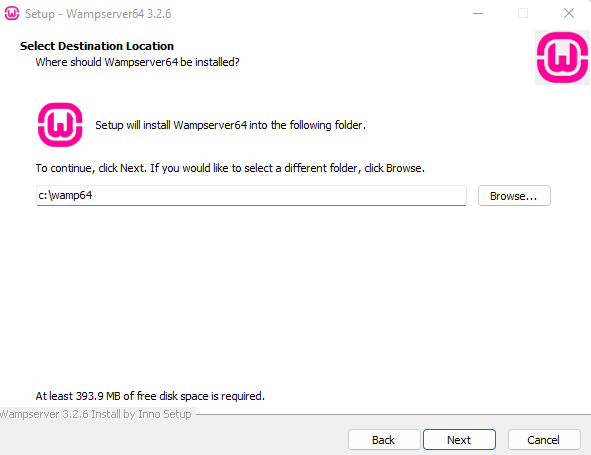 Setup - Wampserver64 3.2.6
Select Destination Location
Where should Wampserver64 be installed?
Setup will install Wampserver64 into the following folder.
To continue, click Next. If you would like to select a different folder, click Browse.
c:\wamp64
Browse...
At least 393.9 MB of free disk space is required.
Wampserver 3.2.6 Install by Inno Setup
Back
Next
Cancel